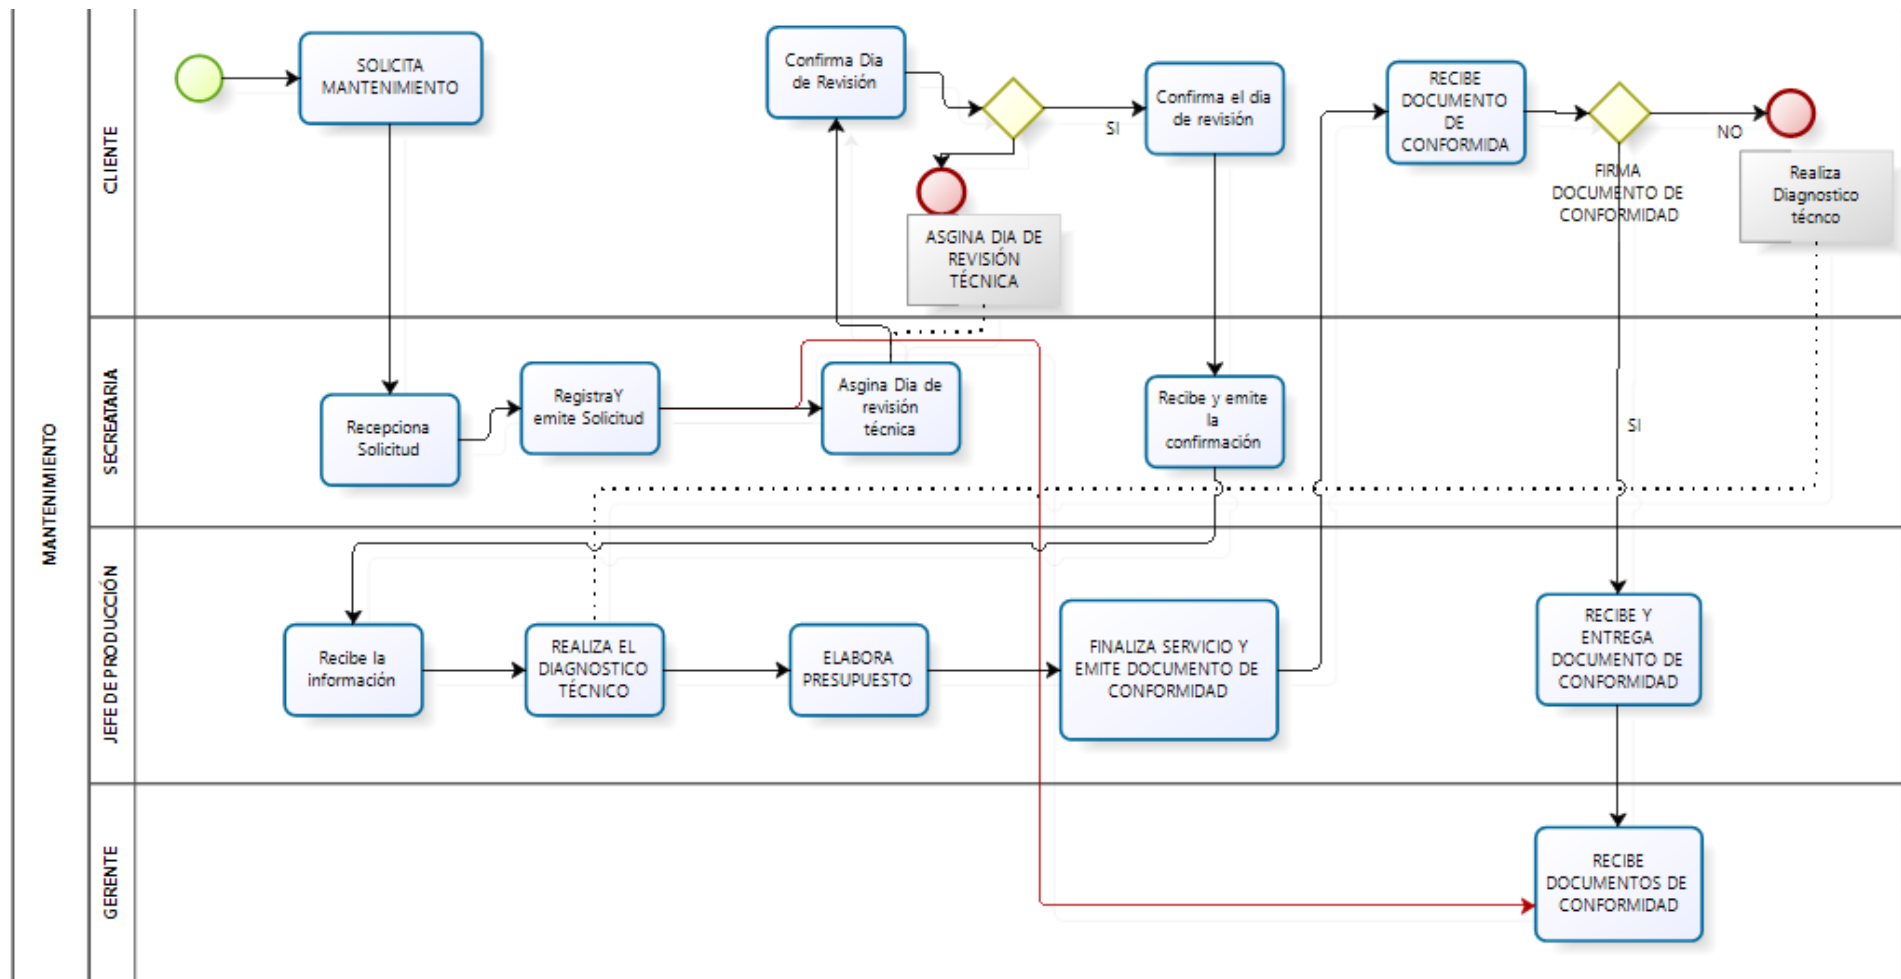 MANTENIMIENTO
CLIENTE
SOLICITA
MANTENIMIENTO
Confirma Dia
de Revisión
SI
Confirma el dia
de revisión
RECIBE
DOCUMENTO
DE
CONFORMIDA
NO
FIRMA
DOCUMENTO DE
CONFORMIDAD
Realiza
Diagnostico
técnco
ASGINA DIA DE
REVISIÓN
TÉCNICA
SECREATARIA
Recepciona
Solicitud
RegistraY
emite Solicitud
Asgina Dia de
revisión
técnica
Recibe y emite
la
confirmación
SI
JEFE DE PRODUCCIÓN
Recibe la
información
REALIZA EL
DIAGNOSTICO
TÉCNICO
ELABORA
PRESUPUESTO
FINALIZA SERVICIO Y
EMITE DOCUMENTO DE
CONFORMIDAD
RECIBE Y
ENTREGA
DOCUMENTO DE
CONFORMIDAD
GERENTE
RECIBE
DOCUMENTOS DE
CONFORMIDAD